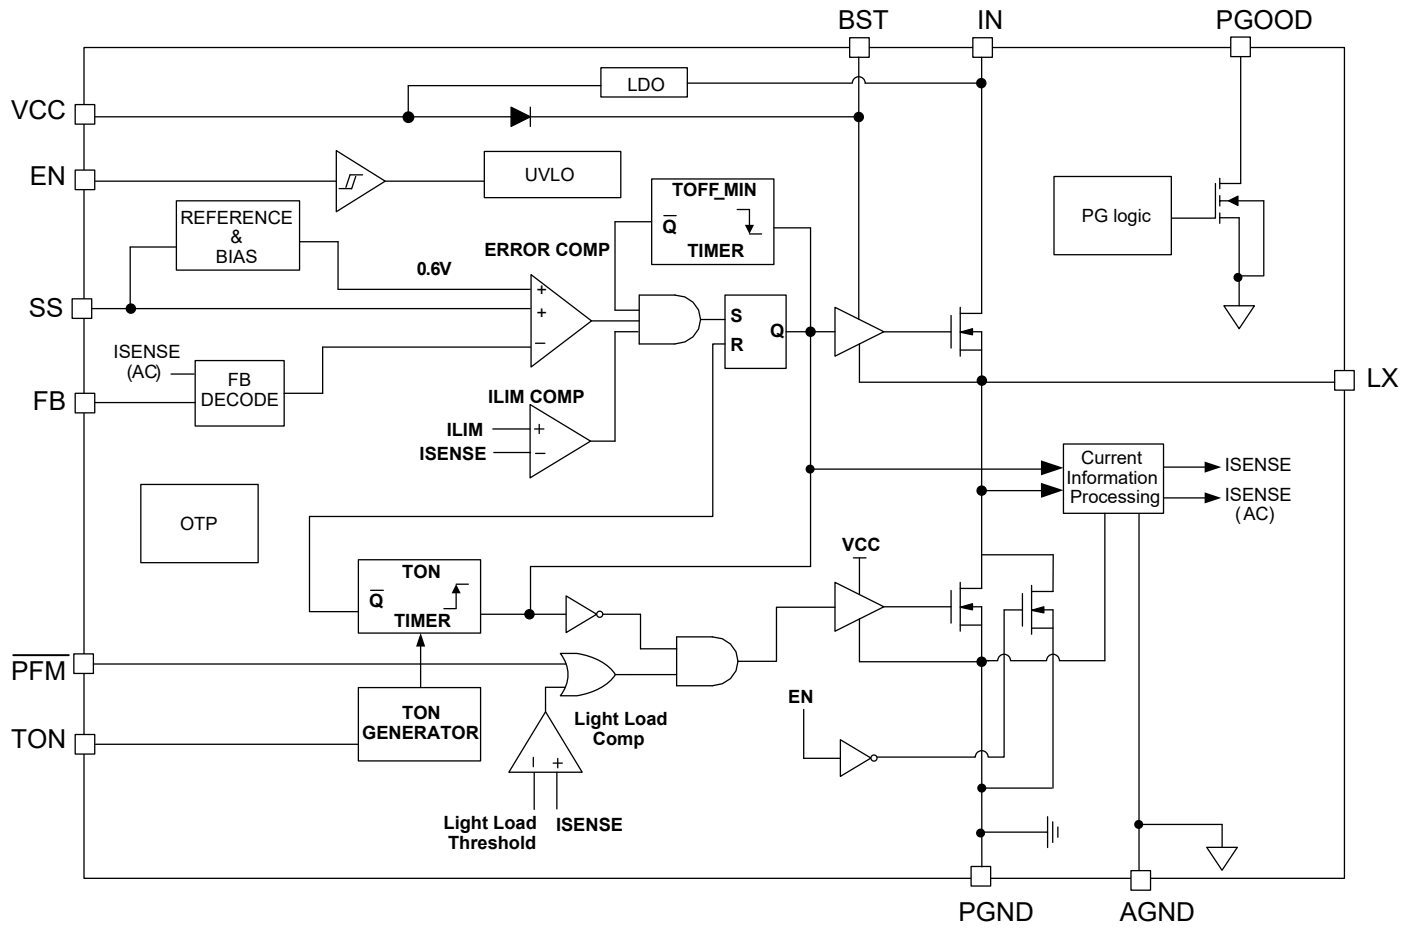 BST
IN
PGOOD
LDO
VCC
EN
UVLO
TOFF_MIN
Q̅
TIMER
PG logic
REFERENCE
&
BIAS
ERROR COMP
0.6V
+
+
−
SS
S
R
Q
ISENSE
(AC)
FB
DECODE
FB
LX
ILIM COMP
ILIM
+
ISENSE
−
Current
Information
Processing
ISENSE
ISENSE
(AC)
OTP
VCC
TON
Q̅
TIMER
P̅F̅M̅
TON
GENERATOR
TON
EN
Light Load
Comp
− +
Light Load
Threshold
ISENSE
PGND
AGND